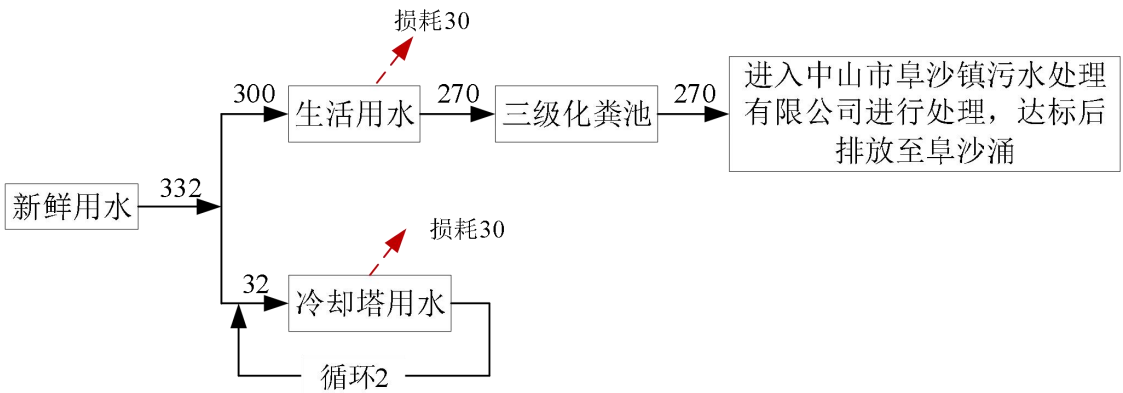 损耗30
300
生活用水
270
三级化粪池
270
进入中山市阜沙镇污水处理
有限公司进行处理，达标后
排放至阜沙涌
新鲜用水
332
损耗30
32
冷却塔用水
循环2